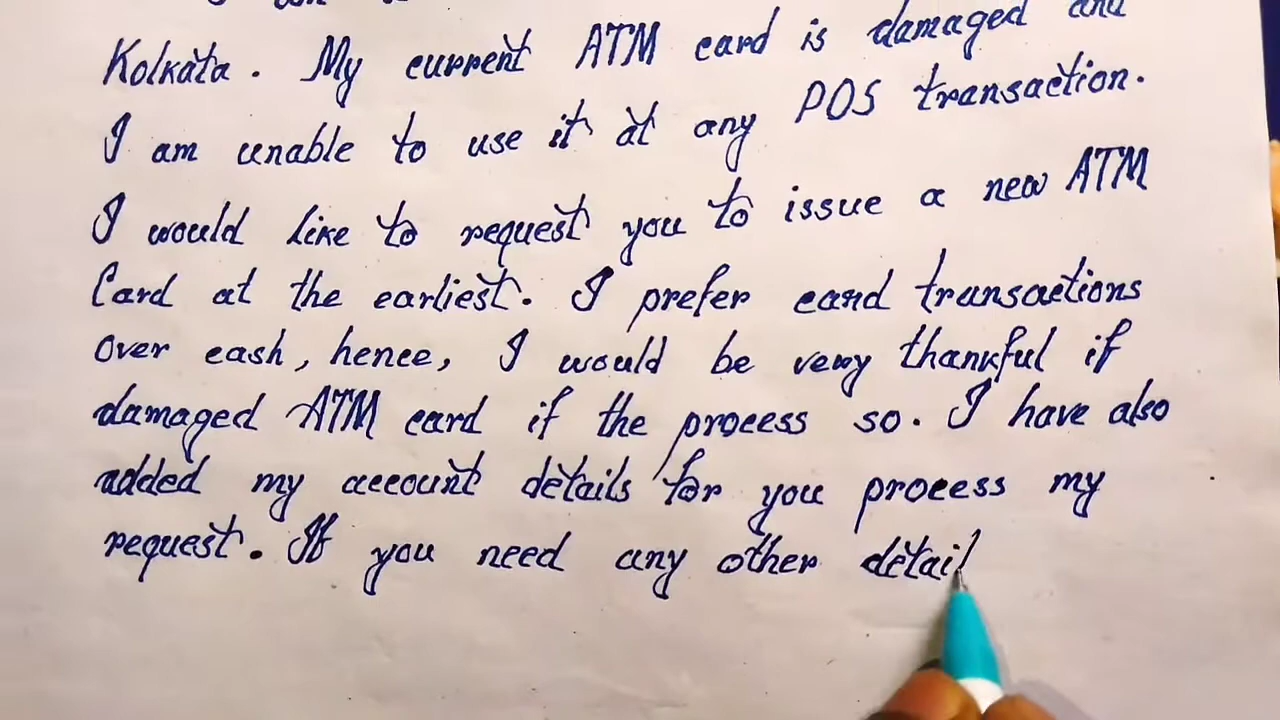 Kolkata. My current ATM card is damaged and
I am unable to use it at any POS transaction.
I would like to request you to issue a new ATM
Card at the earliest. I prefer card transactions
over cash, hence, I would be very thankful if
damaged ATM card if the process so. I have also
added my account details for you process my
request. If you need any other detail